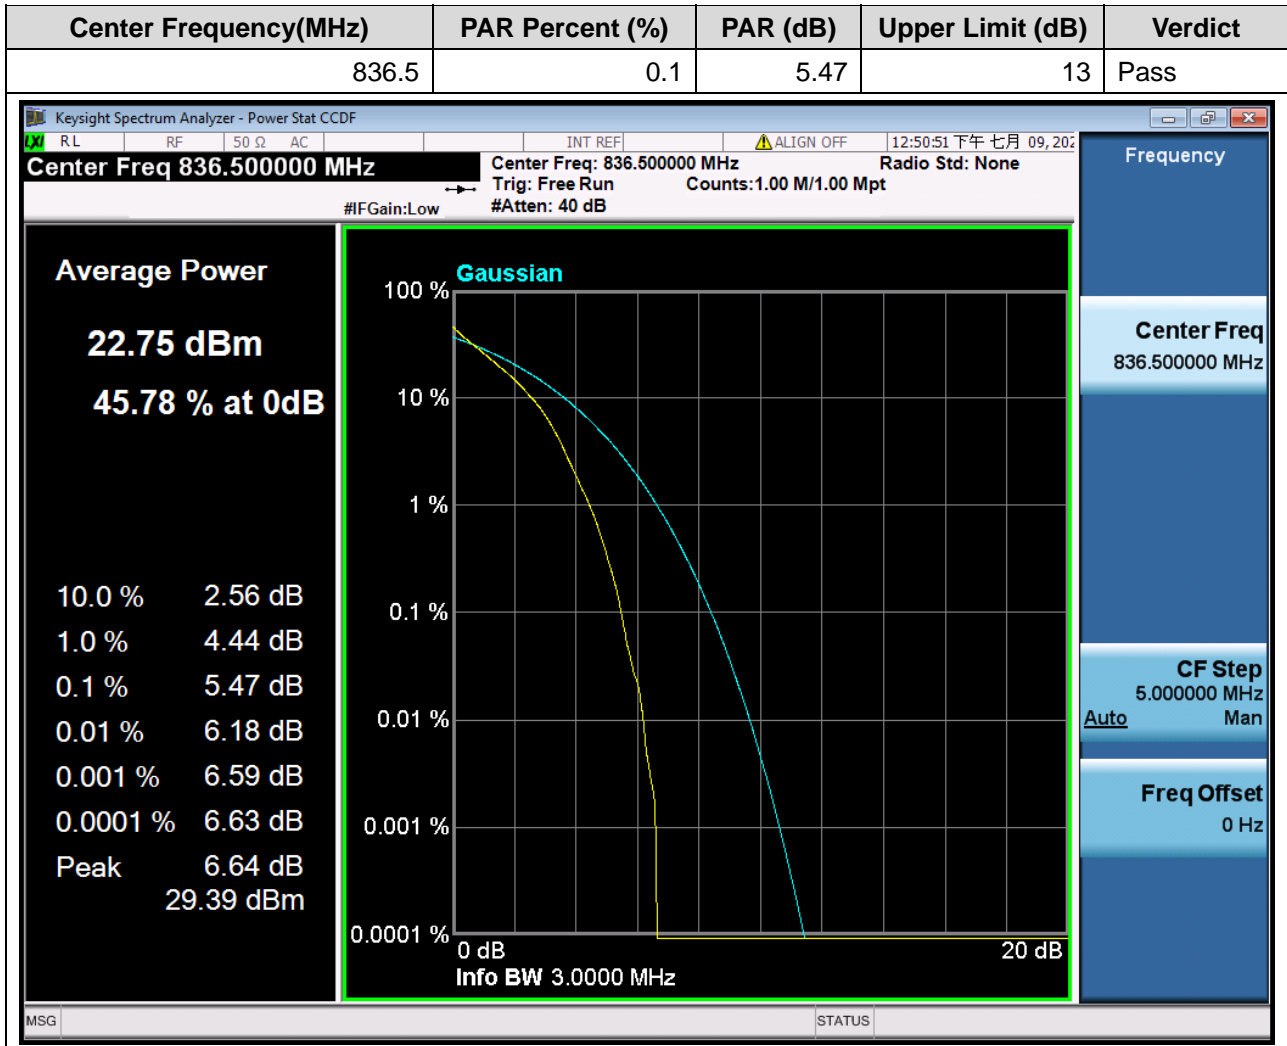 Center Frequency(MHz) PAR Percent (%) PAR (dB) Upper Limit (dB) Verdict
836.5 0.1 5.47 13 Pass
Keysight Spectrum Analyzer - Power Stat CCDF
LXI RL RF 50 Ω AC INT REF ALIGN OFF 12:50:51 下午 七月 09, 202
Center Freq 836.500000 MHz
Center Freq: 836.500000 MHz Radio Std: None
Trig: Free Run Counts:1.00 M/1.00 Mpt
#IFGain:Low #Atten: 40 dB
Average Power
22.75 dBm
45.78 % at 0dB
10.0 % 2.56 dB
1.0 % 4.44 dB
0.1 % 5.47 dB
0.01 % 6.18 dB
0.001 % 6.59 dB
0.0001 % 6.63 dB
Peak 6.64 dB
29.39 dBm
Gaussian
100 %
10 %
1 %
0.1 %
0.01 %
0.001 %
0.0001 %
0 dB 20 dB
Info BW 3.0000 MHz
Frequency
Center Freq
836.500000 MHz
CF Step
5.000000 MHz
Auto Man
Freq Offset
0 Hz
MSG STATUS